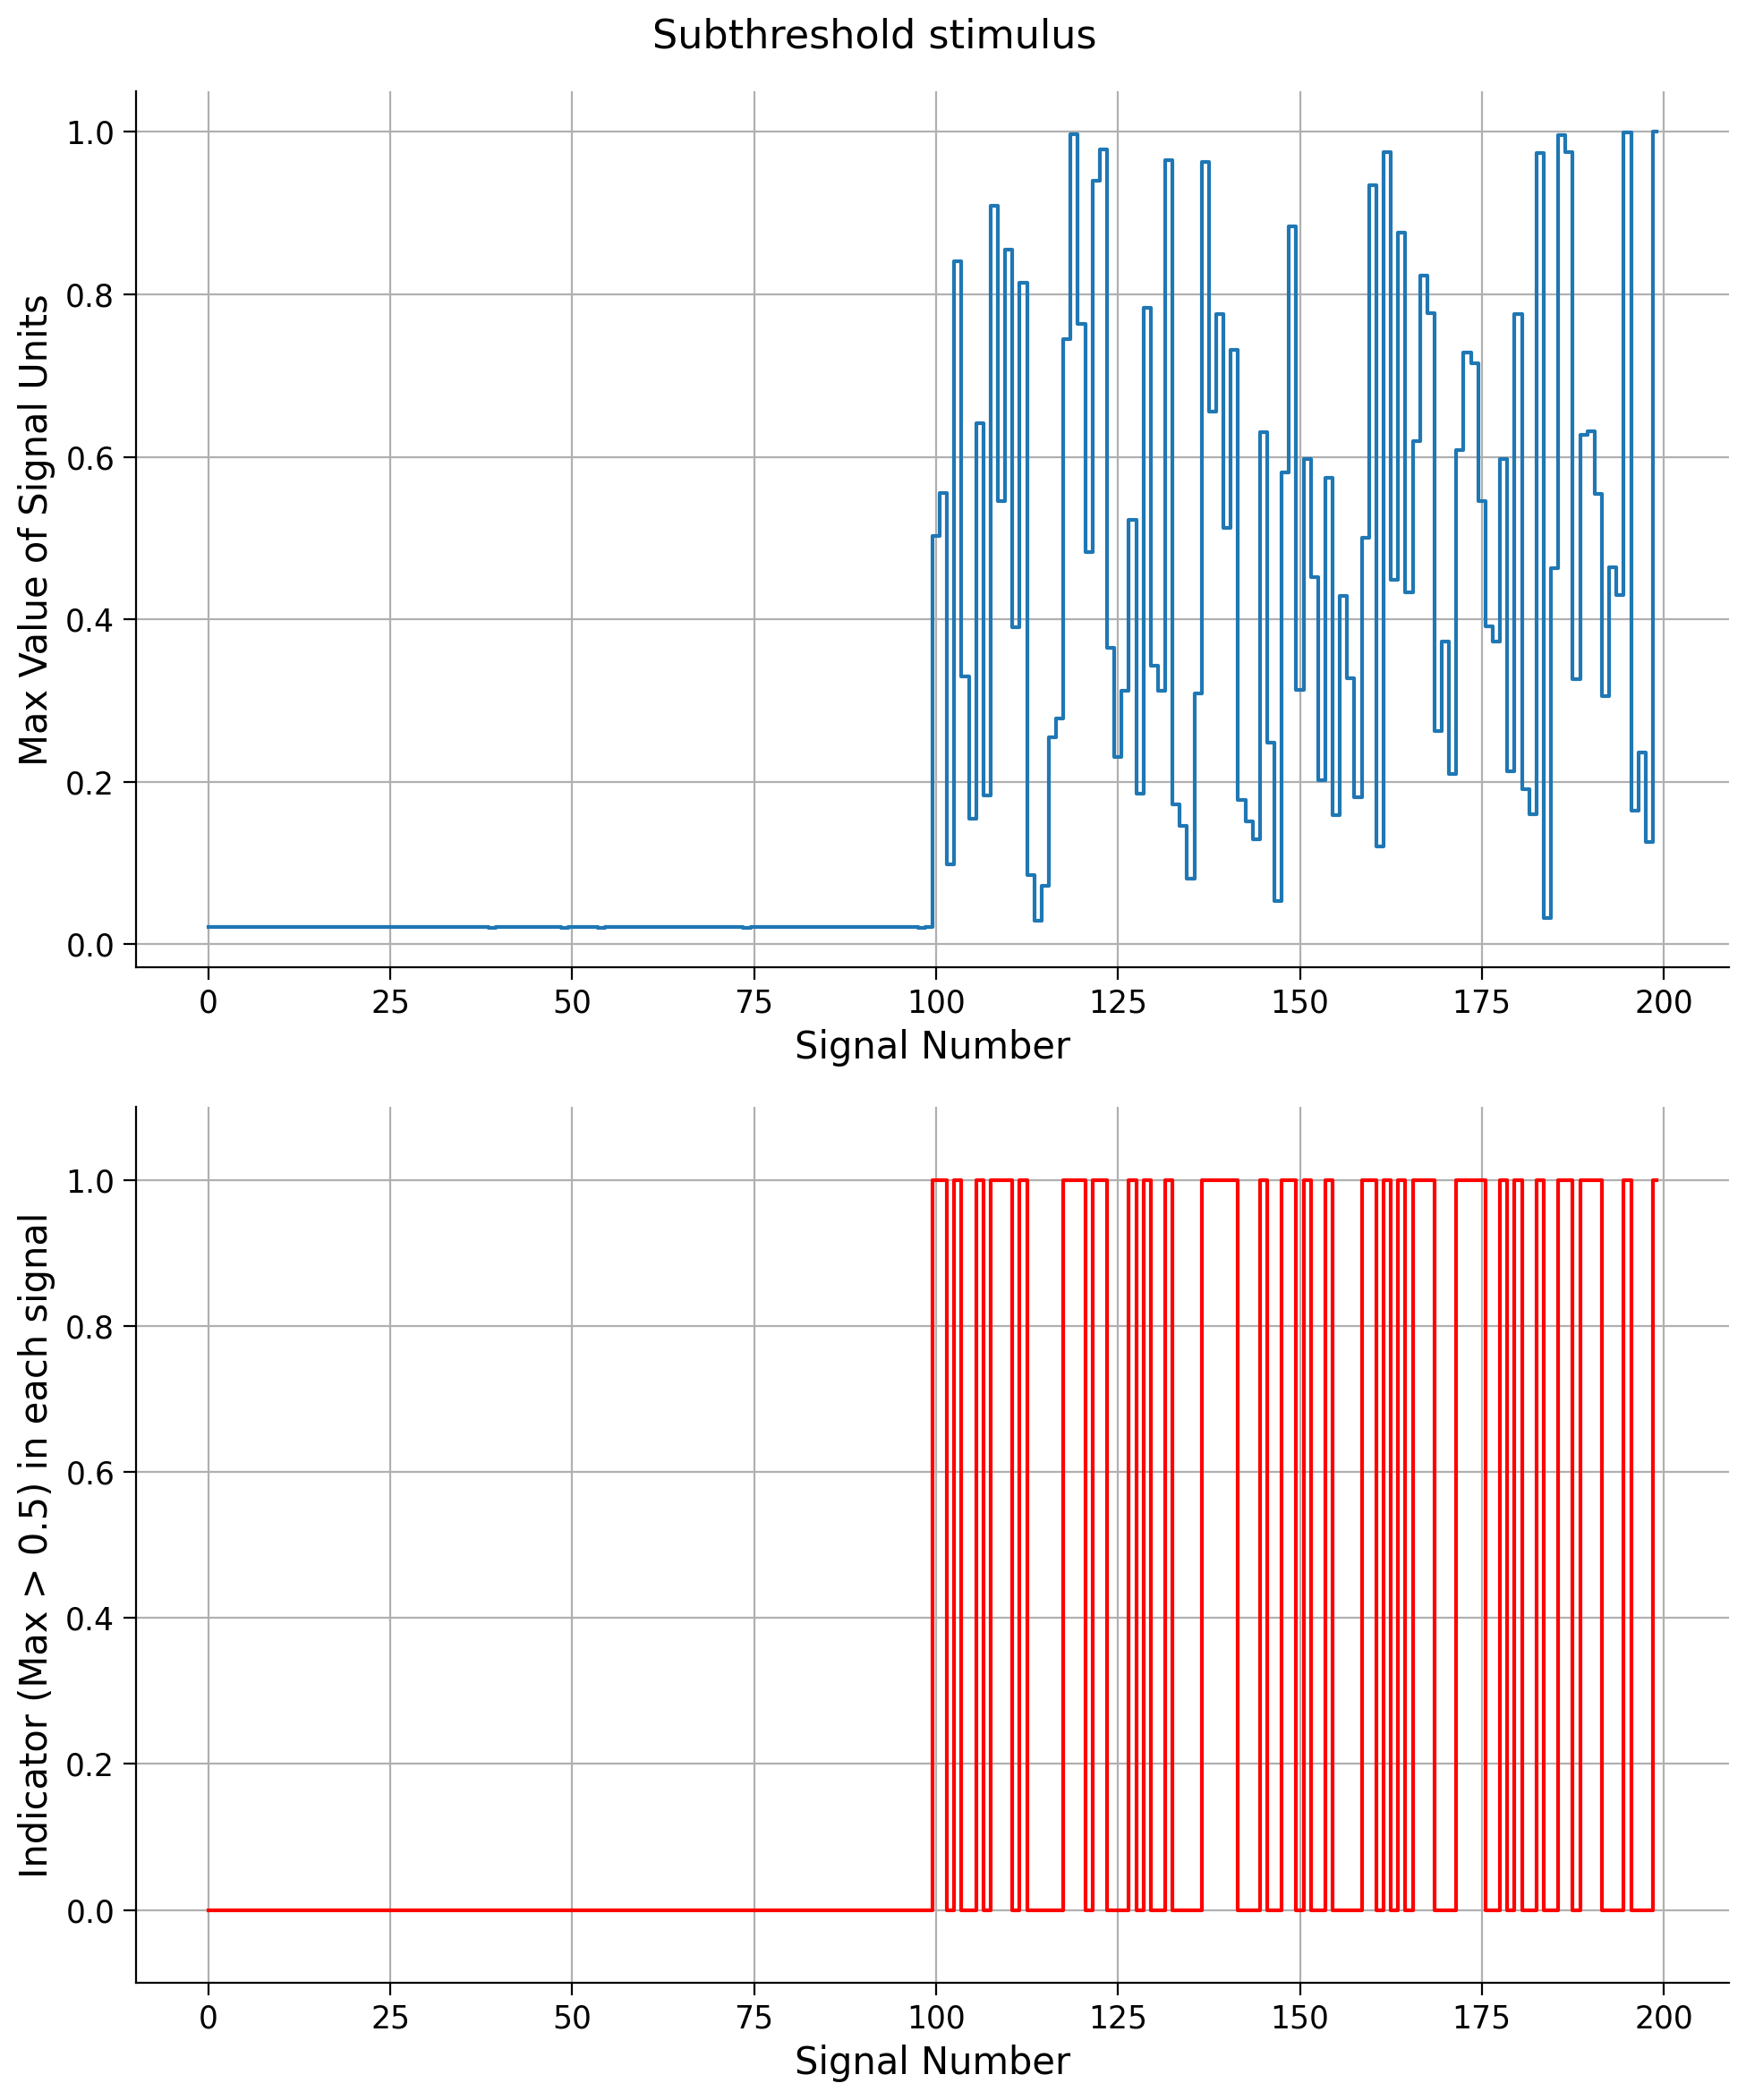 Subthreshold stimulus
Max Value of Signal Units
1.0
0.8
0.6
0.4
0.2
0.0
0 25 50 75 100 125 150 175 200
Signal Number
Indicator (Max > 0.5) in each signal
1.0
0.8
0.6
0.4
0.2
0.0
0 25 50 75 100 125 150 175 200
Signal Number